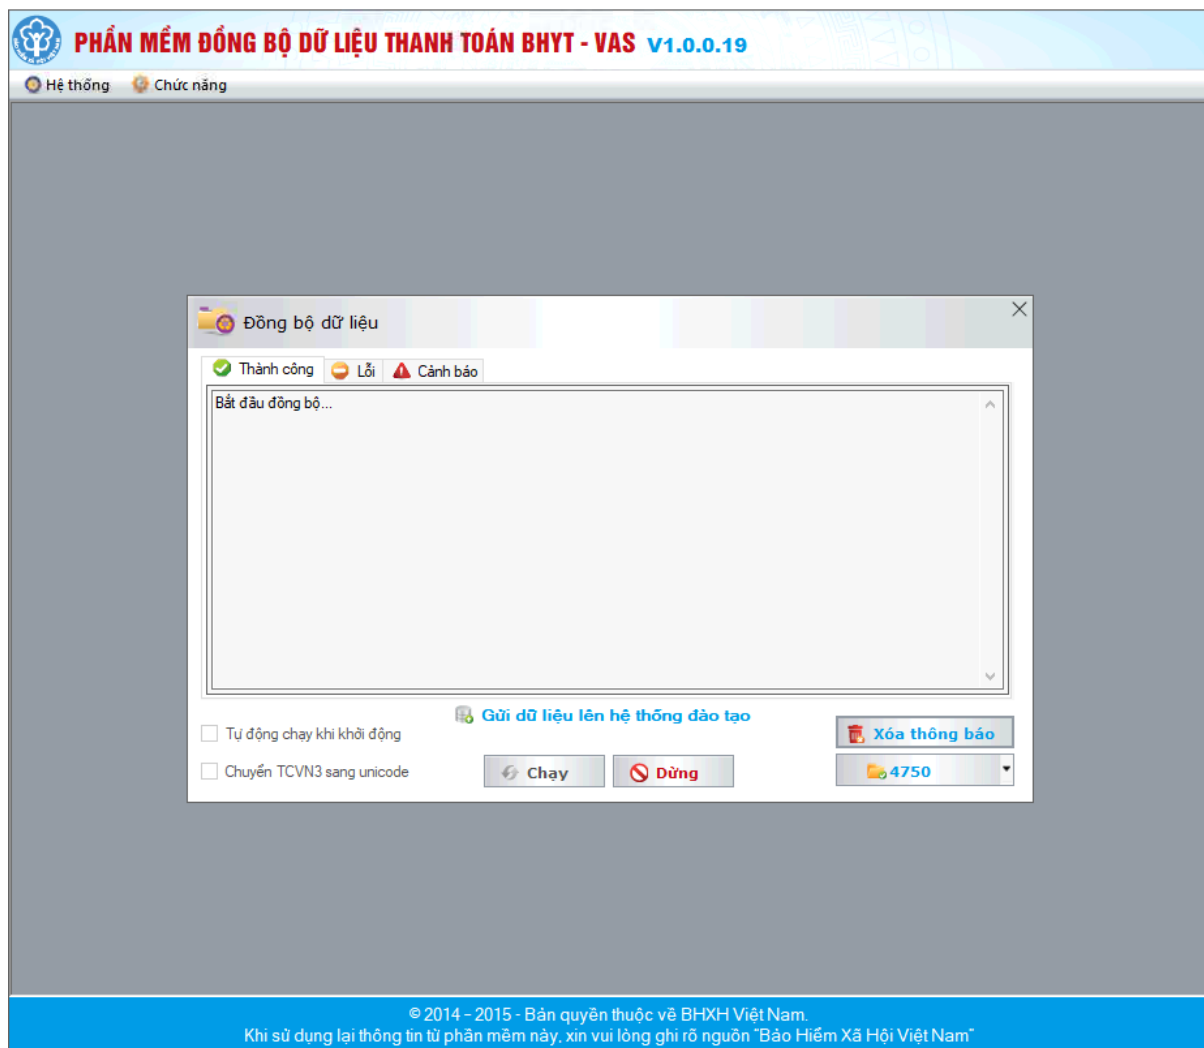 PHẦN MỀM ĐỒNG BỘ DỮ LIỆU THANH TOÁN BHYT - VAS V1.0.0.19
Hệ thống Chức năng
Đồng bộ dữ liệu
Thành công Lỗi Cảnh báo
Bắt đầu đồng bộ...
Gửi dữ liệu lên hệ thống đào tạo
Tự động chạy khi khởi động
Xóa thông báo
Chuyển TCVN3 sang unicode
Chạy Dừng
4750
© 2014 - 2015 - Bản quyền thuộc về BHXH Việt Nam.
Khi sử dụng lại thông tin từ phần mềm này, xin vui lòng ghi rõ nguồn "Bảo Hiểm Xã Hội Việt Nam"